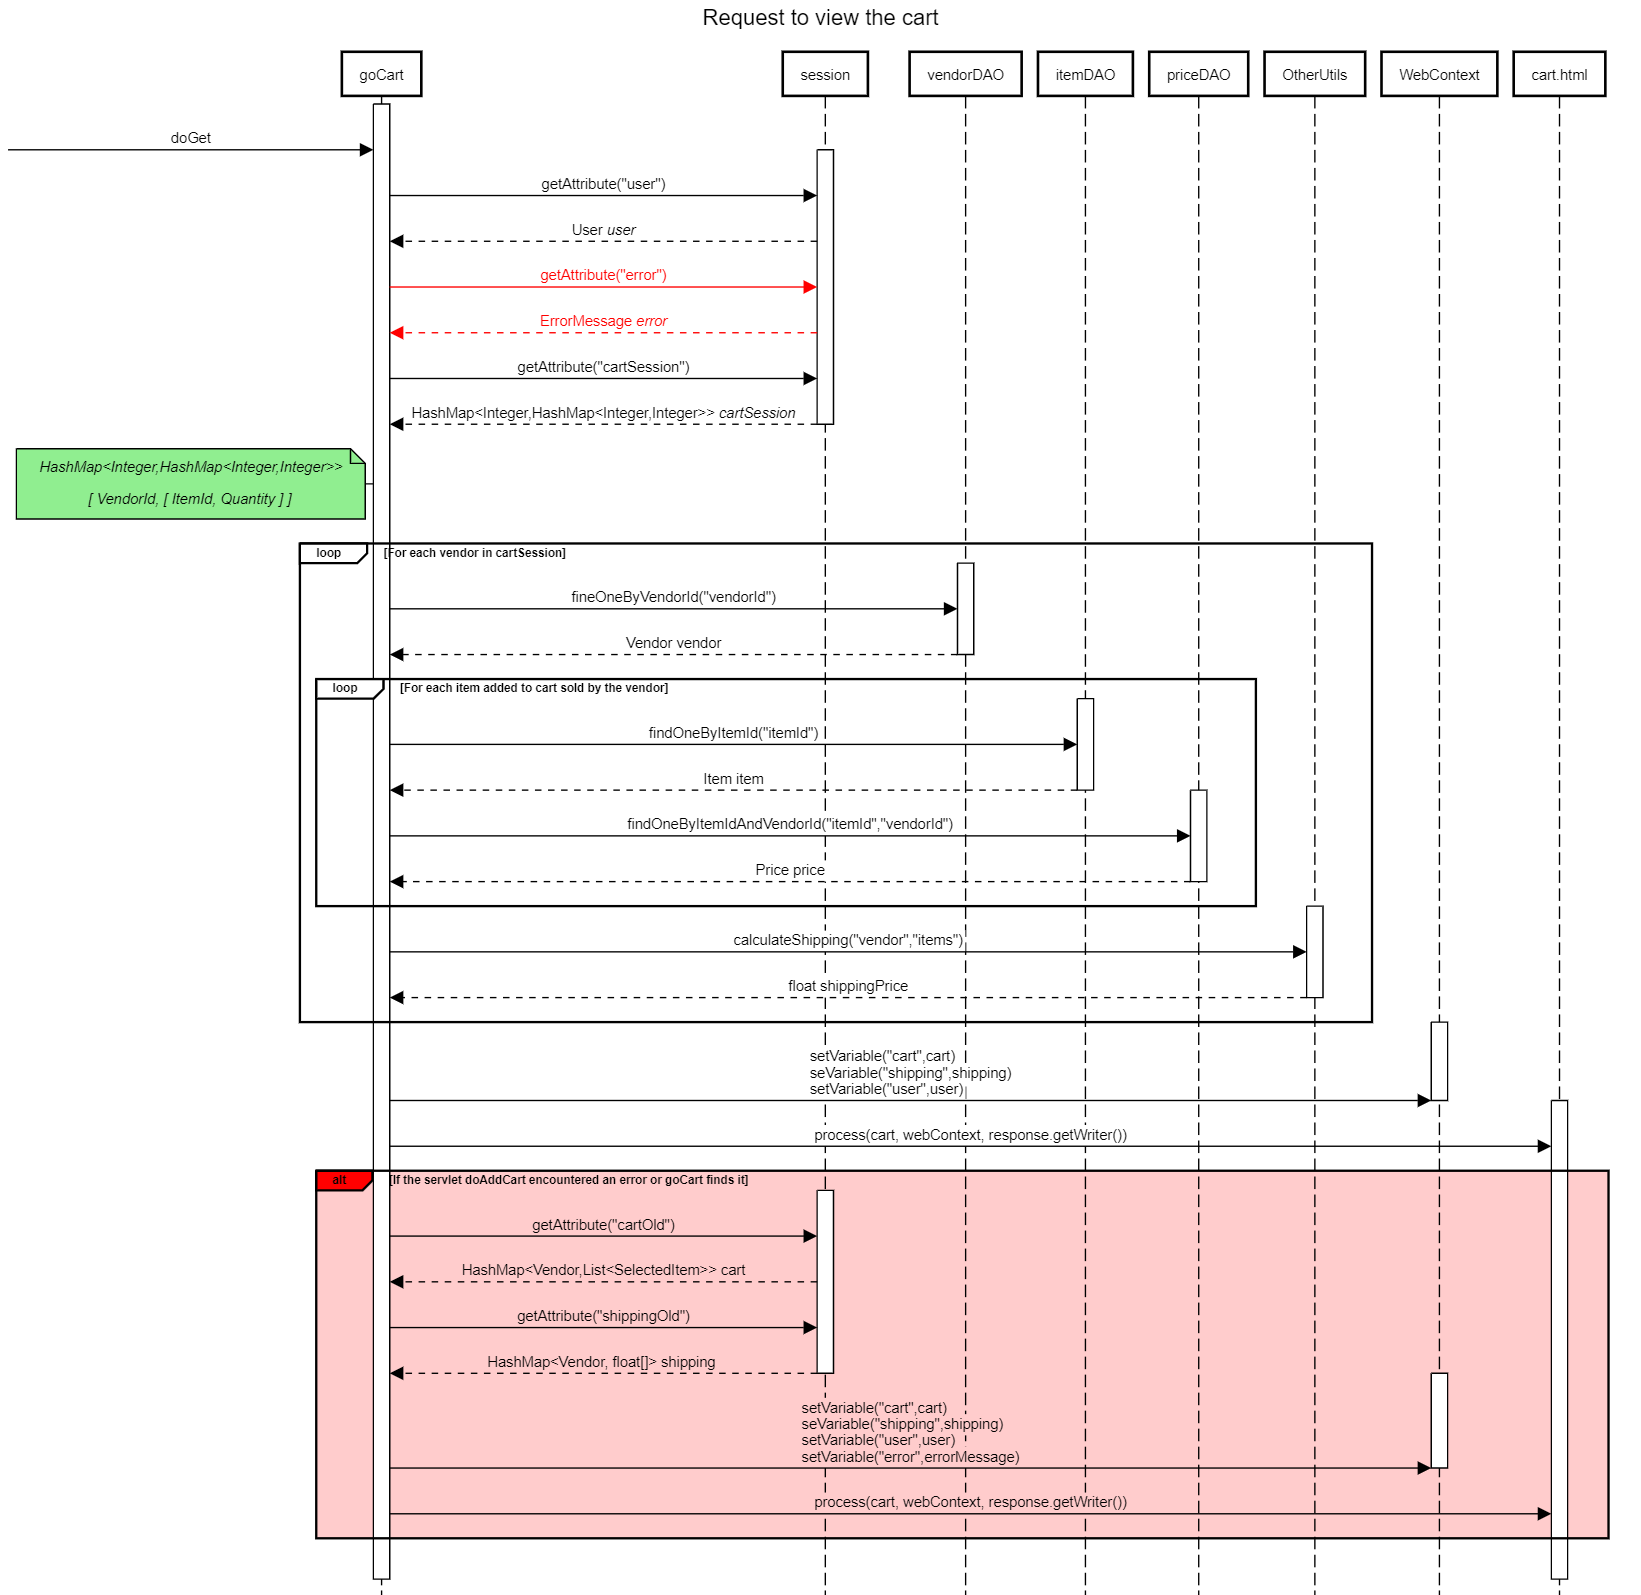 Request to view the cart
goCart
session
vendorDAO
itemDAO
priceDAO
OtherUtils
WebContext
cart.html
doGet
getAttribute("user")
User user
getAttribute("error")
ErrorMessage error
getAttribute("cartSession")
HashMap<Integer,HashMap<Integer,Integer>> cartSession
HashMap<Integer,HashMap<Integer,Integer>>
[ VendorId, [ ItemId, Quantity ] ]
loop [For each vendor in cartSession]
fineOneByVendorId("vendorId")
Vendor vendor
loop [For each item added to cart sold by the vendor]
findOneByItemId("itemId")
Item item
findOneByItemIdAndVendorId("itemId","vendorId")
Price price
calculateShipping("vendor","items")
float shippingPrice
setVariable("cart",cart)
seVariable("shipping",shipping)
setVariable("user",user)
process(cart, webContext, response.getWriter())
alt [If the servlet doAddCart encountered an error or goCart finds it]
getAttribute("cartOld")
HashMap<Vendor,List<SelectedItem>> cart
getAttribute("shippingOld")
HashMap<Vendor, float[]> shipping
setVariable("cart",cart)
seVariable("shipping",shipping)
setVariable("user",user)
setVariable("error",errorMessage)
process(cart, webContext, response.getWriter())